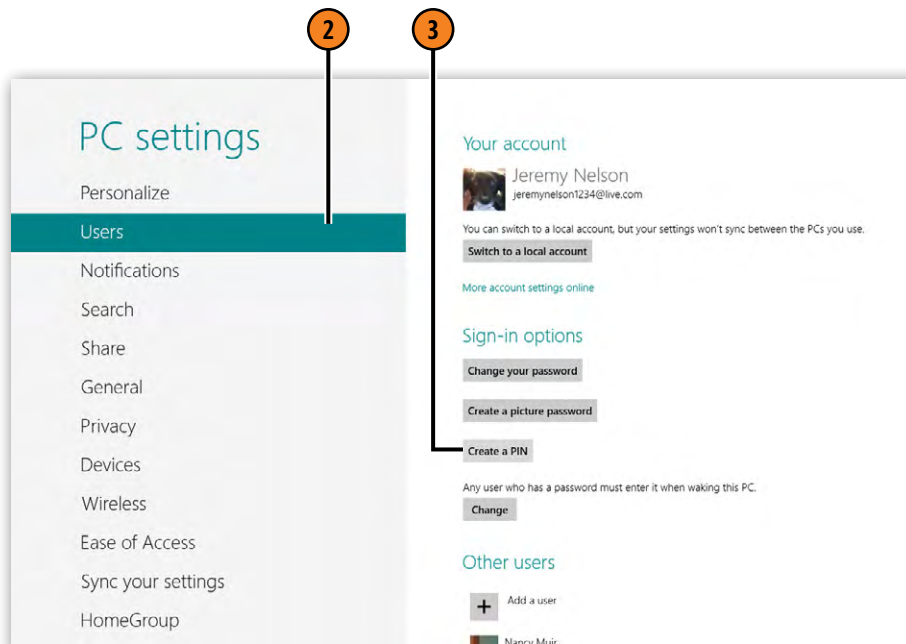 2 3
PC settings
Personalize
Users
Notifications
Search
Share
General
Privacy
Devices
Wireless
Ease of Access
Sync your settings
HomeGroup
Your account
Jeremy Nelson
jeremynelson1234@live.com
You can switch to a local account, but your settings won't sync between the PCs you use.
Switch to a local account
More account settings online
Sign-in options
Change your password
Create a picture password
Create a PIN
Any user who has a password must enter it when waking this PC.
Change
Other users
Add a user
Nancy Muir